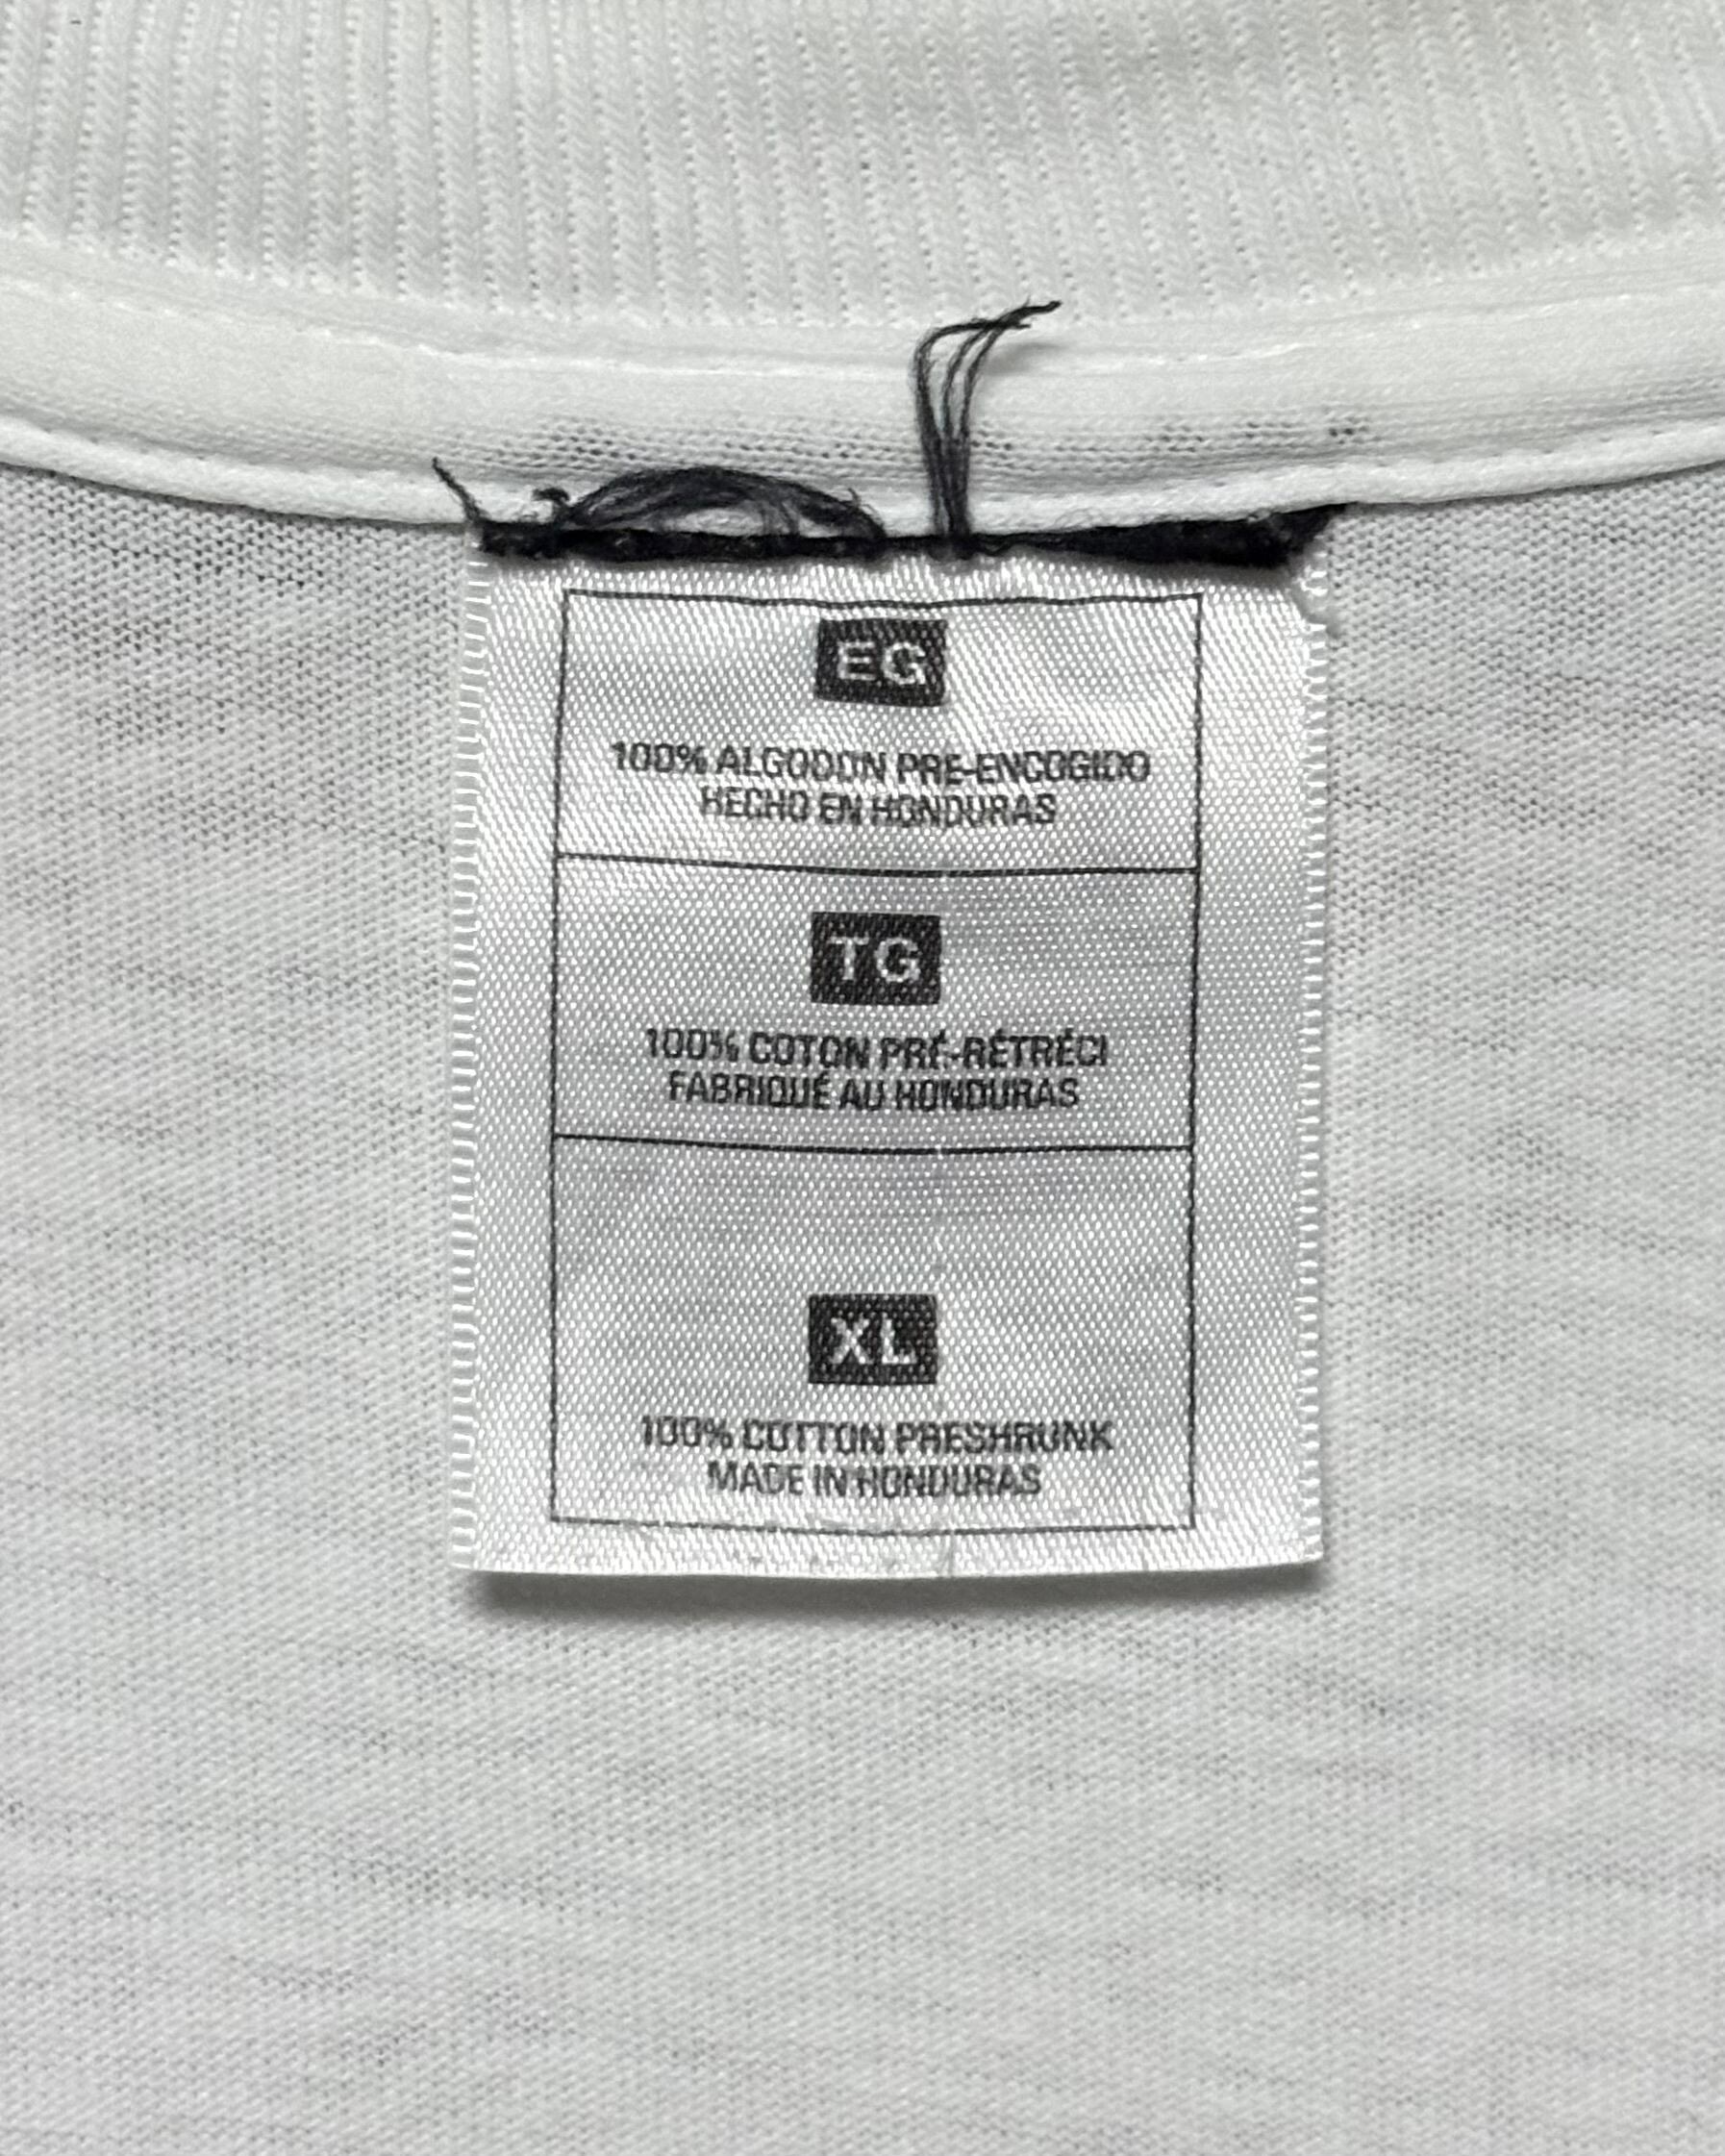 EG
100% ALGODON PRE-ENCOGIDO
HECHO EN HONDURAS
TG
100% COTON PRÉ-RÉTRÉCI
FABRIQUÉ AU HONDURAS
XL
100% COTTON PRESHRUNK
MADE IN HONDURAS